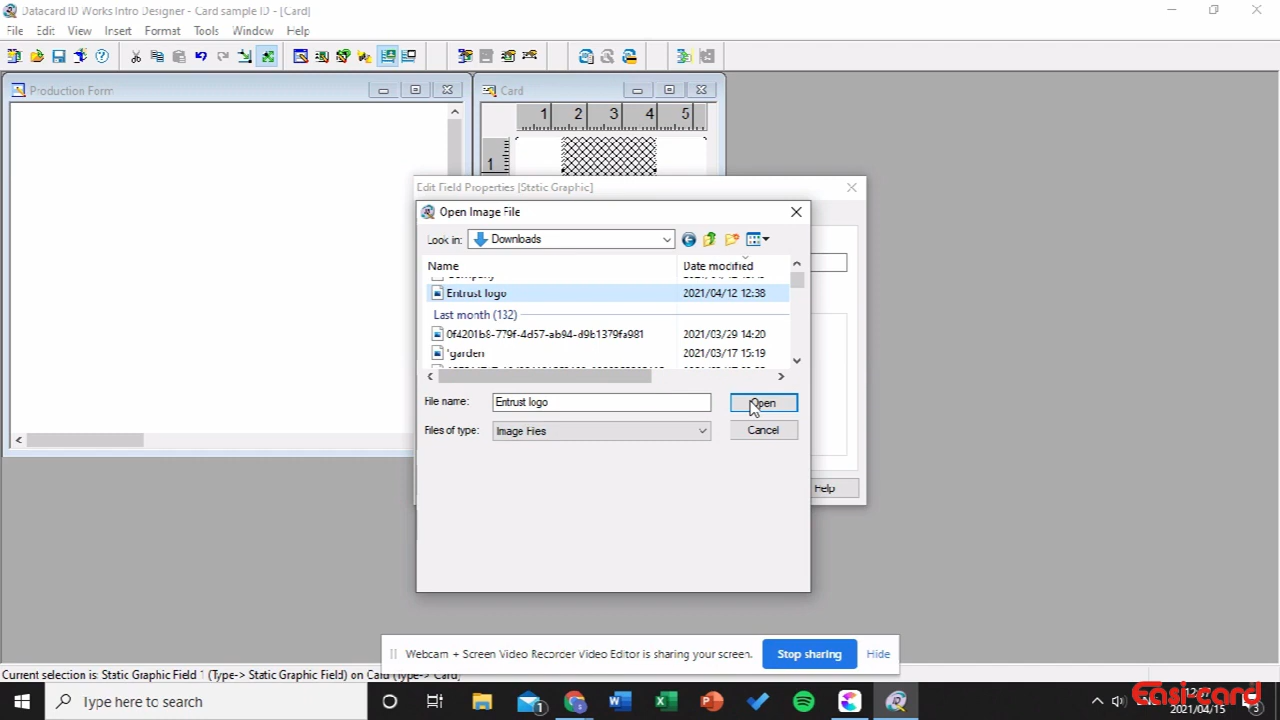 Datacard ID Works Intro Designer - Card sample ID - [Card]
File Edit View Insert Format Tools Window Help
Production Form
Card
1 2 3 4 5
1
Edit Field Properties [Static Graphic]
Open Image File
Look in: Downloads
Name Date modified
Entrust logo 2021/04/12 12:38
Last month (132)
0f4201b8-779f-4d57-ab94-d9b1379fa981 2021/03/29 14:20
'garden 2021/03/17 15:19
File name: Entrust logo Open
Files of type: Image Files Cancel
Help
Webcam + Screen Video Recorder Video Editor is sharing your screen. Stop sharing Hide
Current selection is: Static Graphic Field 1 (Type-> Static Graphic Field) on Card (Type-> Card)
Type here to search
Easi-card
2021/04/15